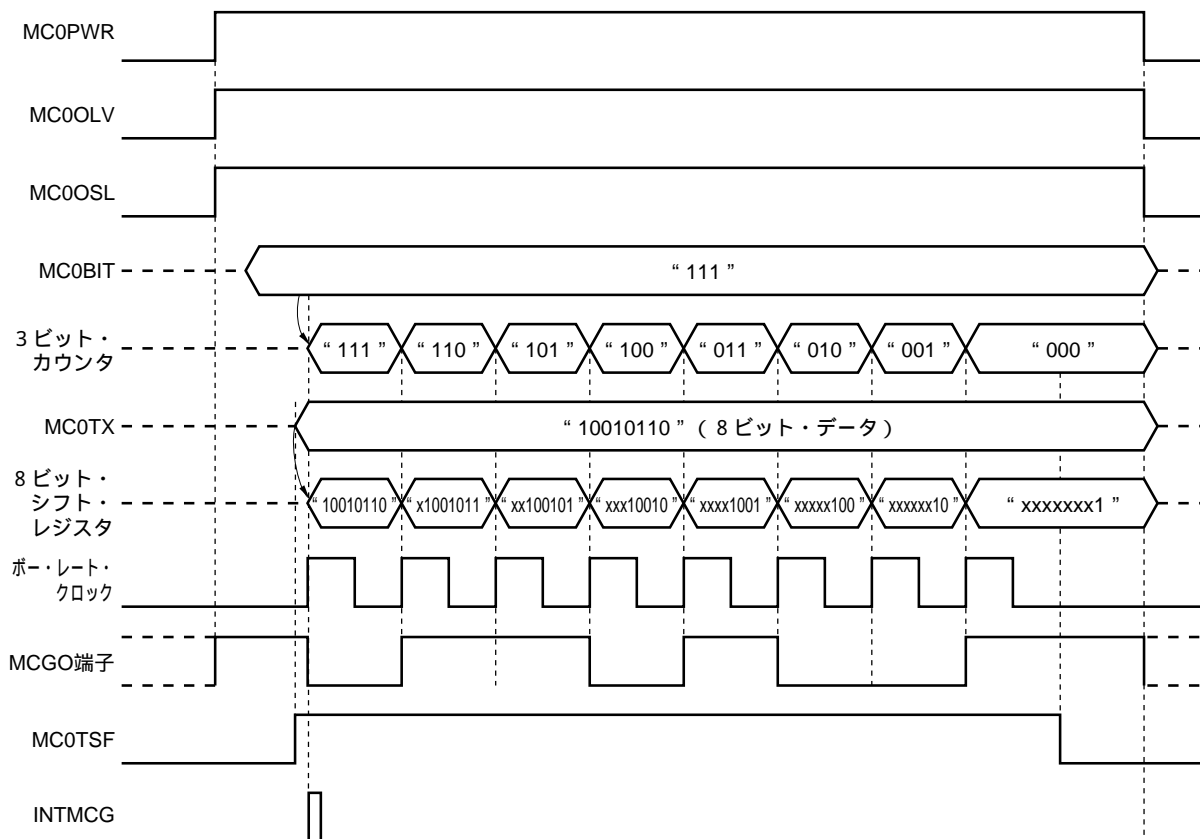 MC0PWR
MC0OLV
MC0OSL
MC0BIT
“ 111 ”
3 ビット・
カウンタ
“ 111 ” “ 110 ” “ 101 ” “ 100 ” “ 011 ” “ 010 ” “ 001 ” “ 000 ”
MC0TX
“ 10010110 ” ( 8 ビット・データ )
8 ビット・
シフト・
レジスタ
“ 10010110 ” “ x1001011 ” “ xx100101 ” “ xxx10010 ” “ xxxx1001 ” “ xxxxx100 ” “ xxxxxx10 ” “ xxxxxxx1 ”
ボー・レート・
クロック
MCGO端子
MC0TSF
INTMCG